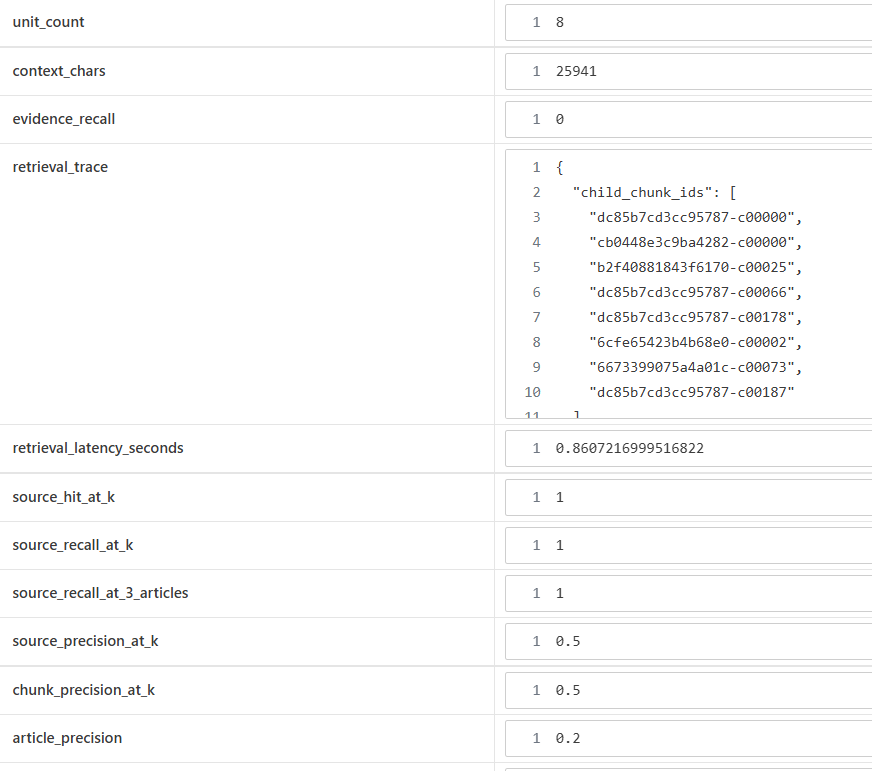 unit_count
1 8
context_chars
1 25941
evidence_recall
1 0
retrieval_trace
1 {
2 "child_chunk_ids": [
3 "dc85b7cd3cc95787-c00000",
4 "cb0448e3c9ba4282-c00000",
5 "b2f40881843f6170-c00025",
6 "dc85b7cd3cc95787-c00066",
7 "dc85b7cd3cc95787-c00178",
8 "6cfe65423b4b68e0-c00002",
9 "6673399075a4a01c-c00073",
10 "dc85b7cd3cc95787-c00187"
11 ]
retrieval_latency_seconds
1 0.8607216999516822
source_hit_at_k
1 1
source_recall_at_k
1 1
source_recall_at_3_articles
1 1
source_precision_at_k
1 0.5
chunk_precision_at_k
1 0.5
article_precision
1 0.2